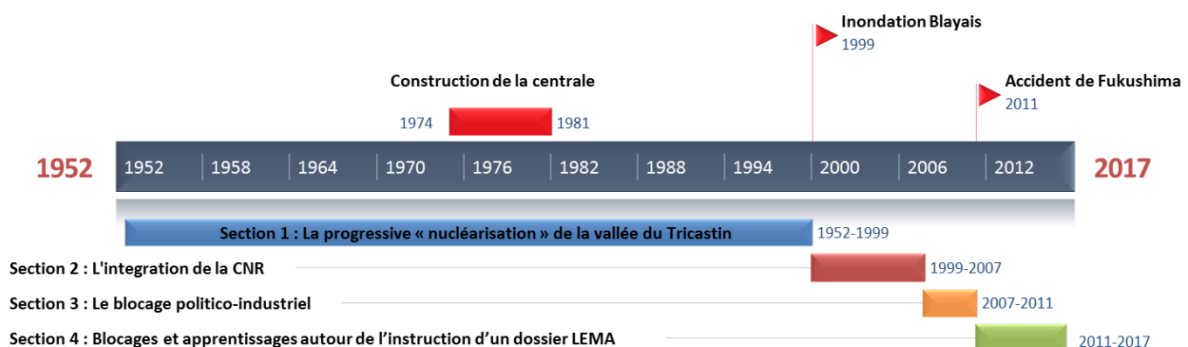 Inondation Blayais
1999
Construction de la centrale
Accident de Fukushima
2011
1974
1981
1952
1952 1958 1964 1970 1976 1982 1988 1994 2000 2006 2012
2017
Section 1 : La progressive « nucléarisation » de la vallée du Tricastin
1952-1999
Section 2 : L'integration de la CNR
1999-2007
Section 3 : Le blocage politico-industriel
2007-2011
Section 4 : Blocages et apprentissages autour de l’instruction d’un dossier LEMA
2011-2017